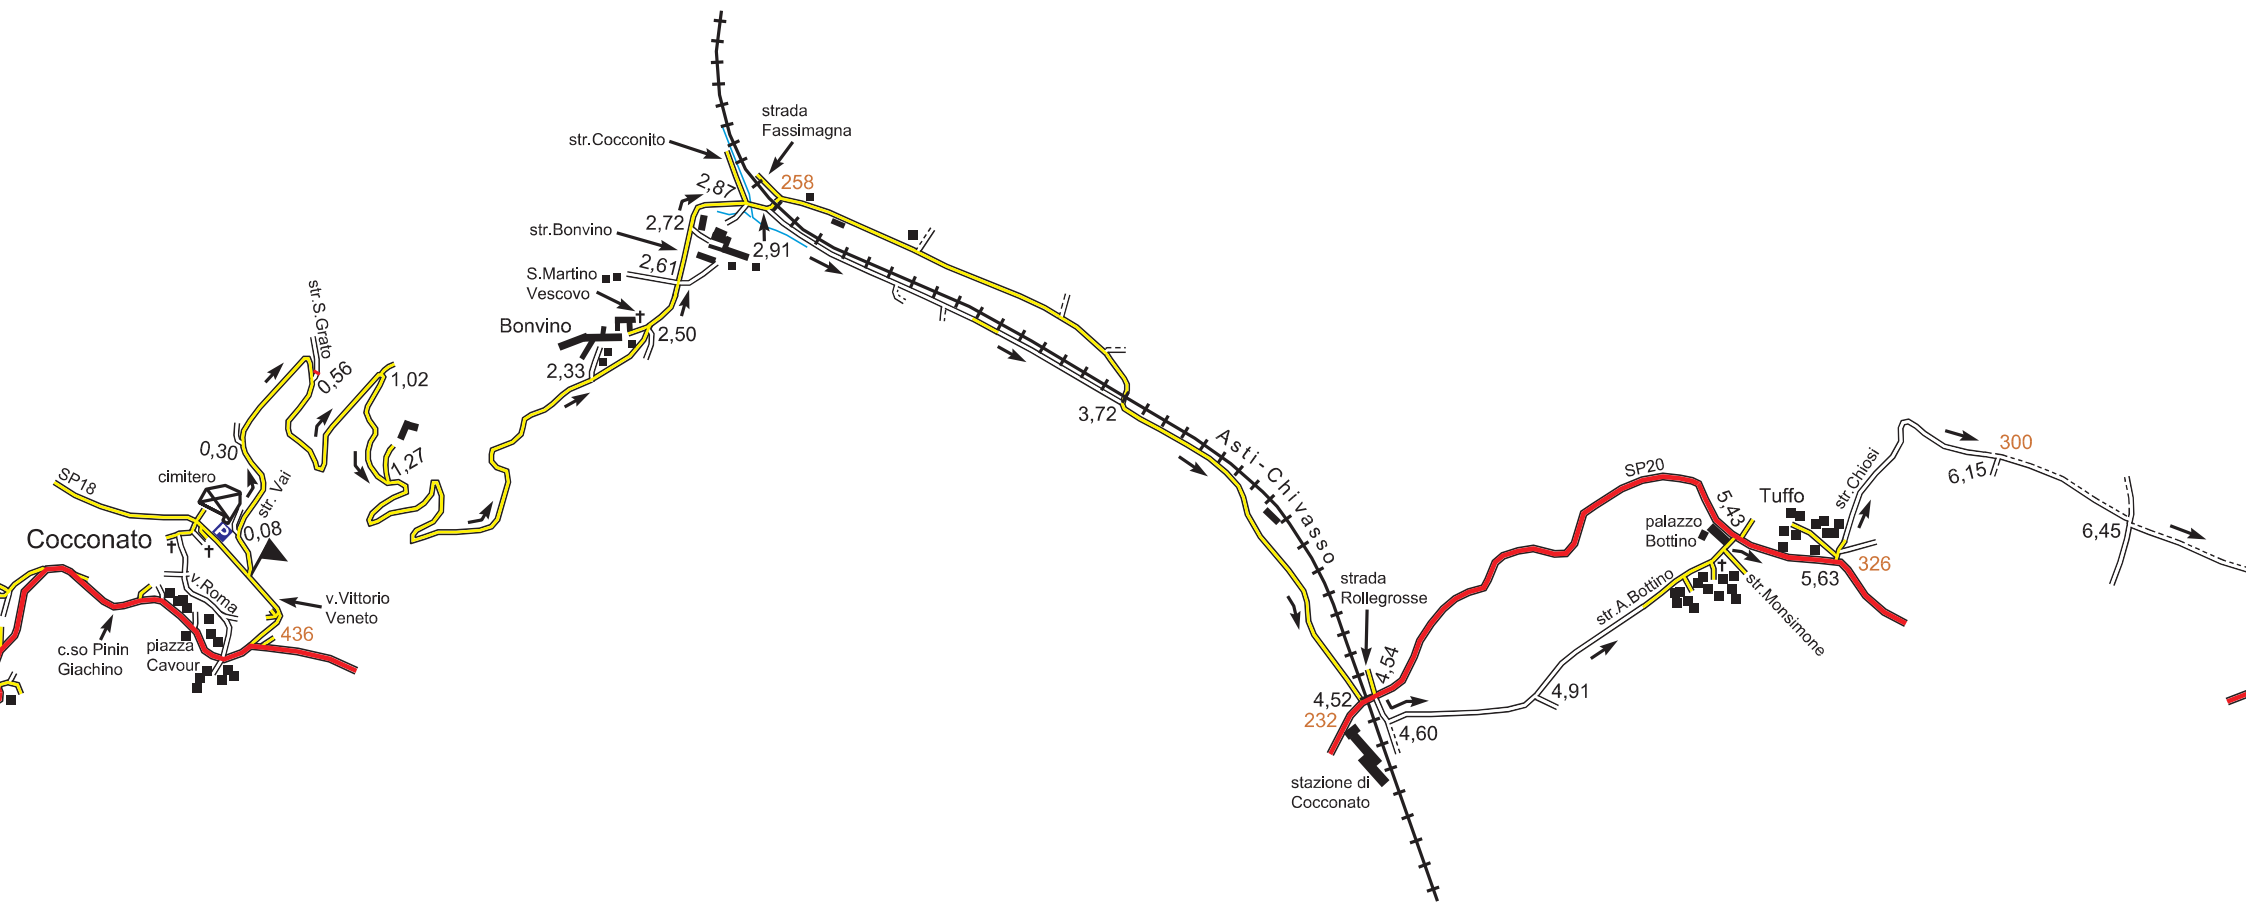 strada
Fassimagna
str.Cocconito
258
2,87
2,72
str.Bonvino
2,91
2,61
S.Martino
Vescovo
Bonvino
2,50
2,33
str.S.Grato
0,56
1,02
1,27
0,30
SP18
cimitero
str. Vai
0,08
Cocconato
v.Roma
v.Vittorio
Veneto
436
c.so Pinin
Giachino
piazza
Cavour
3,72
Asti-Chivasso
strada
Rollegrosse
4,54
4,52
232
4,60
stazione di
Cocconato
4,91
SP20
5,43
Tuffo
palazzo
Bottino
str.A.Bottino
str.Monsimone
5,63
326
str.Chiosi
300
6,15
6,45